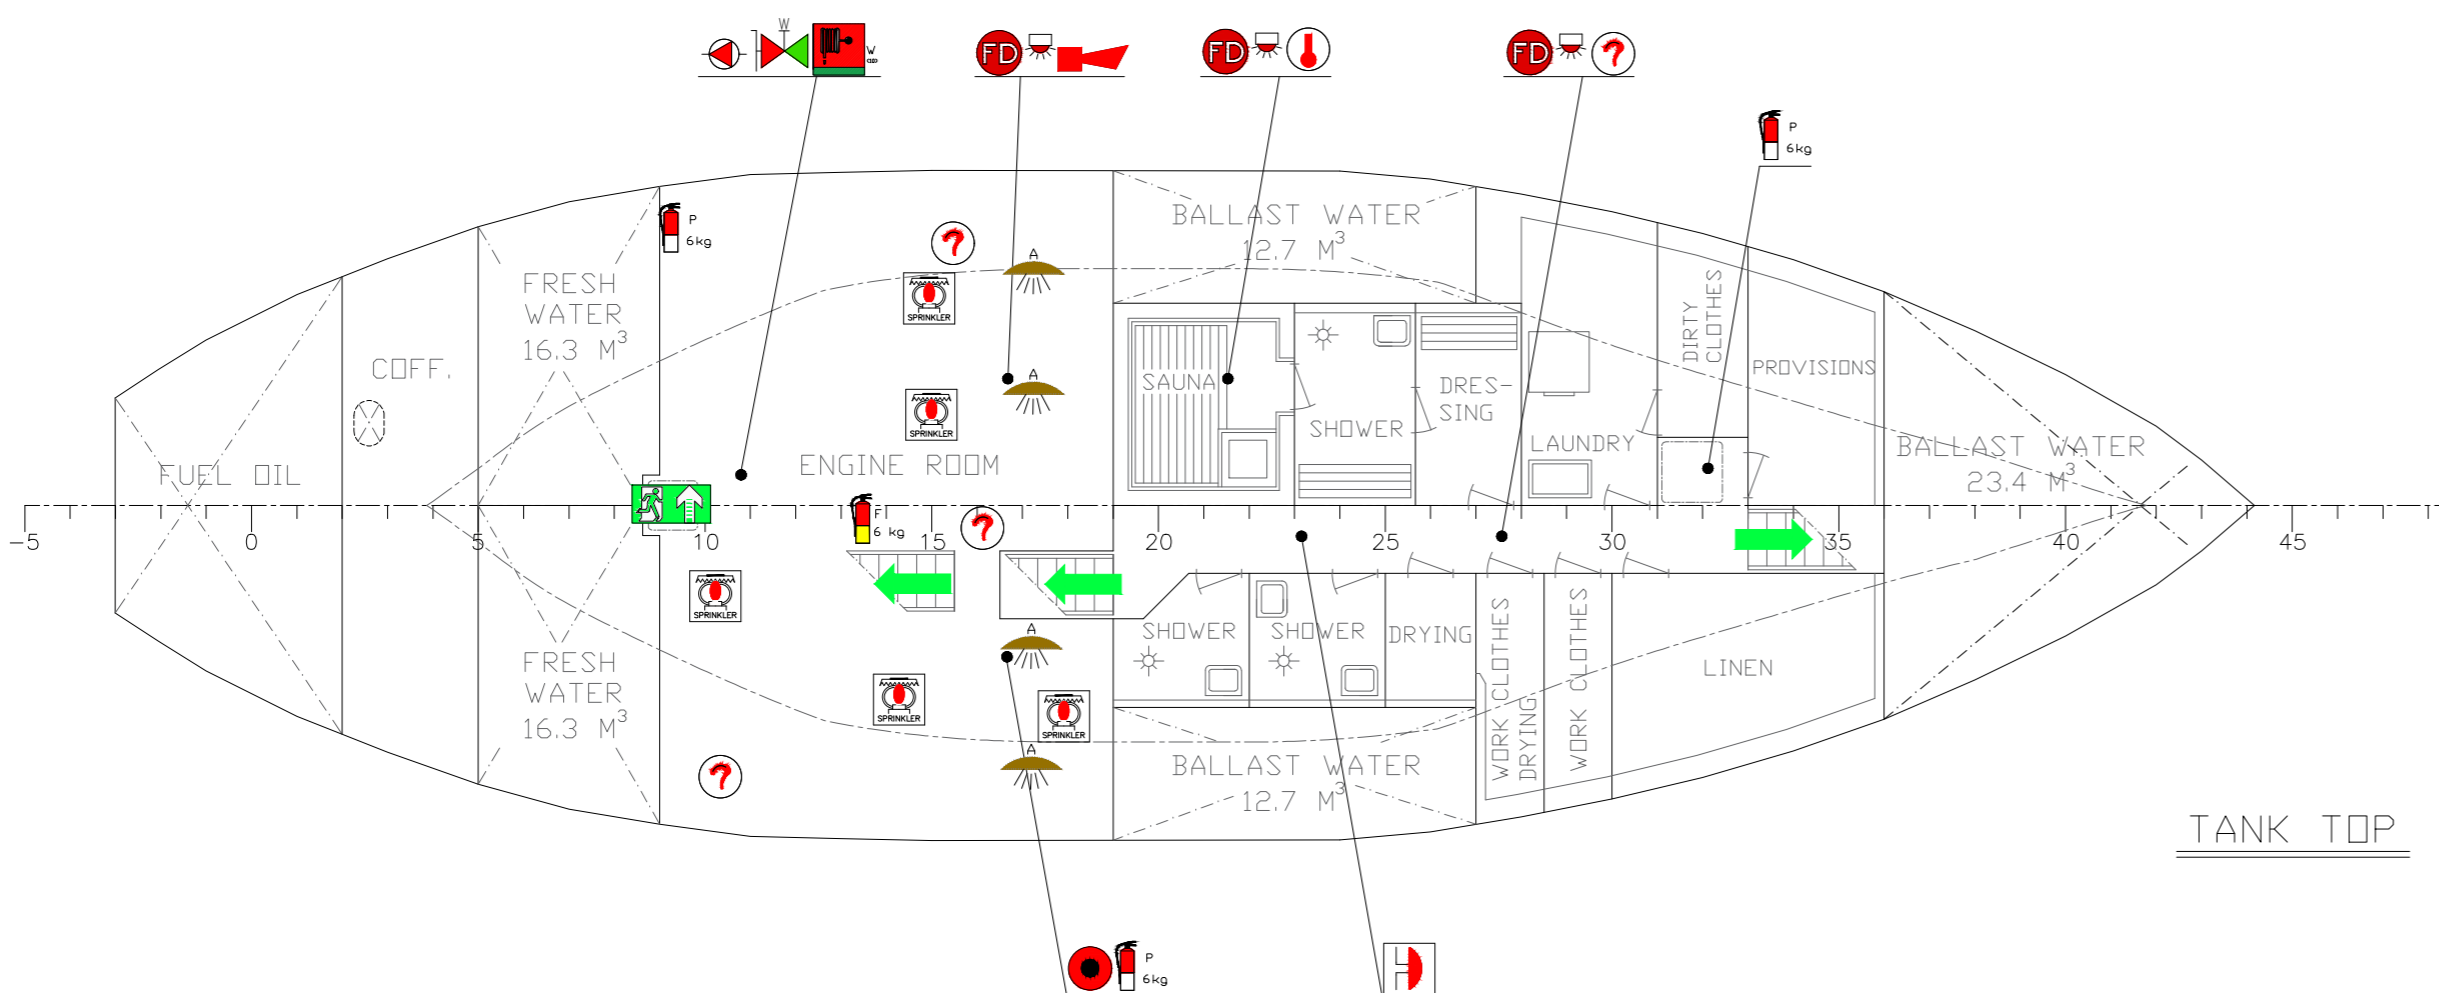 W
FD
FD
FD
W
P
6kg
P
6kg
BALLAST WATER
12.7 M3
A
FRESH
WATER
16.3 M3
SPRINKLER
DIRTY
CLOTHES
COFF.
A
SAUNA
DRES-
SING
SHOWER
PROVISIONS
SPRINKLER
LAUNDRY
BALLAST WATER
23.4 M3
FUEL OIL
ENGINE ROOM
F
6 kg
-5
0
5
10
15
20
25
30
35
40
45
SPRINKLER
A
SHOWER
SHOWER
DRYING
WORK CLOTHES
DRYING
WORK CLOTHES
LINEN
FRESH
WATER
16.3 M3
SPRINKLER
SPRINKLER
A
BALLAST WATER
12.7 M3
TANK TOP
P
6kg
H